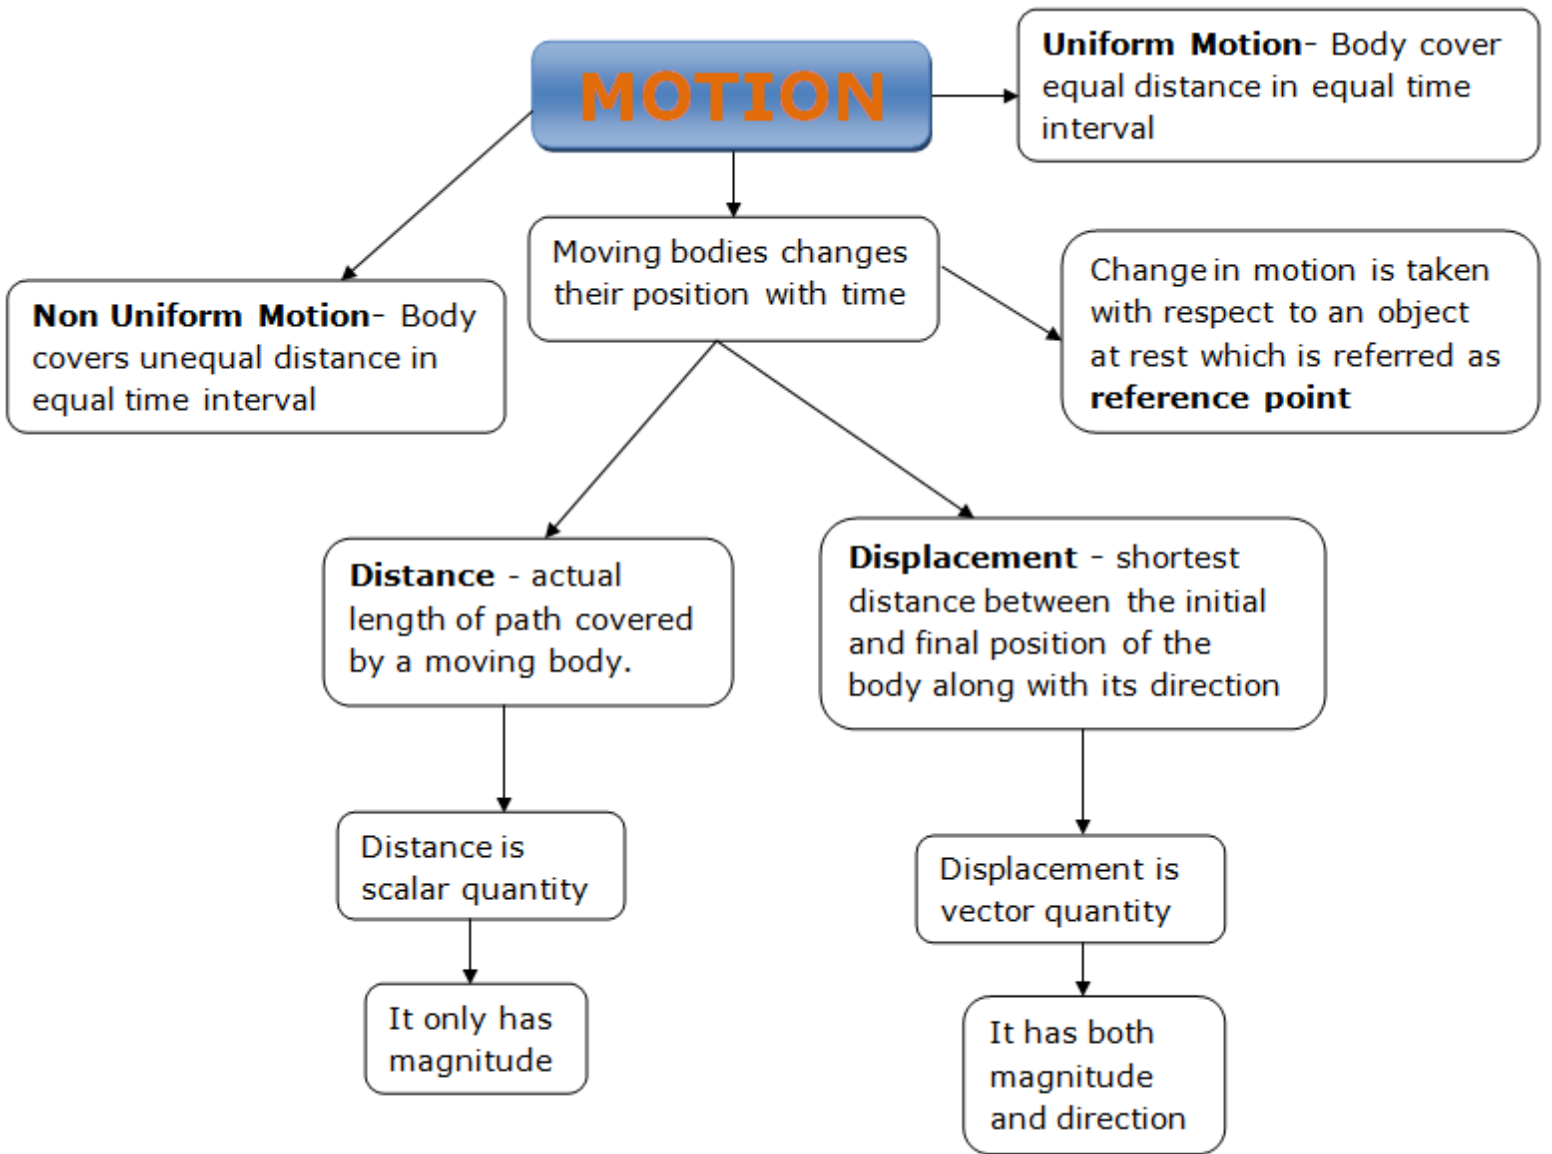 MOTION
Uniform Motion- Body cover
equal distance in equal time
interval
Moving bodies changes
their position with time
Change in motion is taken
with respect to an object
at rest which is referred as
reference point
Non Uniform Motion- Body
covers unequal distance in
equal time interval
Distance - actual
length of path covered
by a moving body.
Displacement - shortest
distance between the initial
and final position of the
body along with its direction
Distance is
scalar quantity
Displacement is
vector quantity
It only has
magnitude
It has both
magnitude
and direction